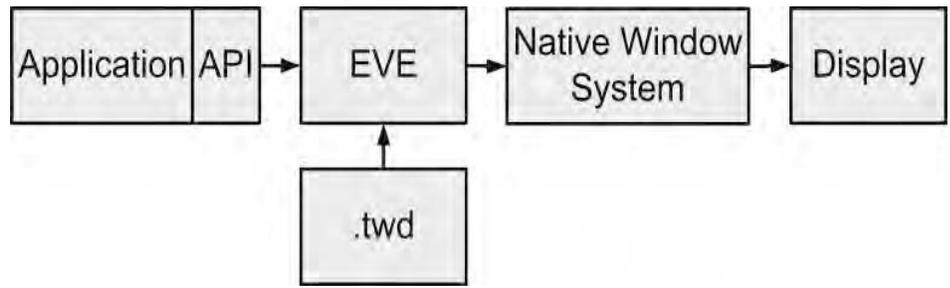 Application
API
EVE
Native Window
System
Display
.twd